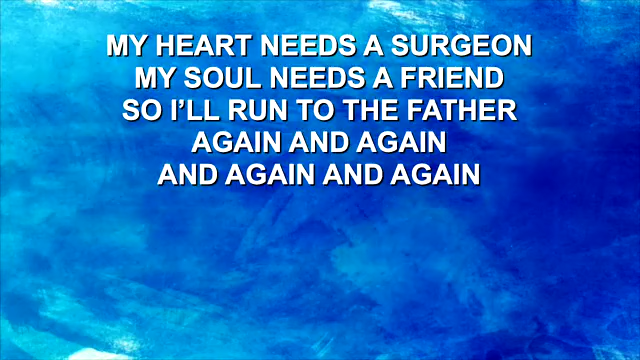 MY HEART NEEDS A SURGEON
MY SOUL NEEDS A FRIEND
SO I’LL RUN TO THE FATHER
AGAIN AND AGAIN
AND AGAIN AND AGAIN